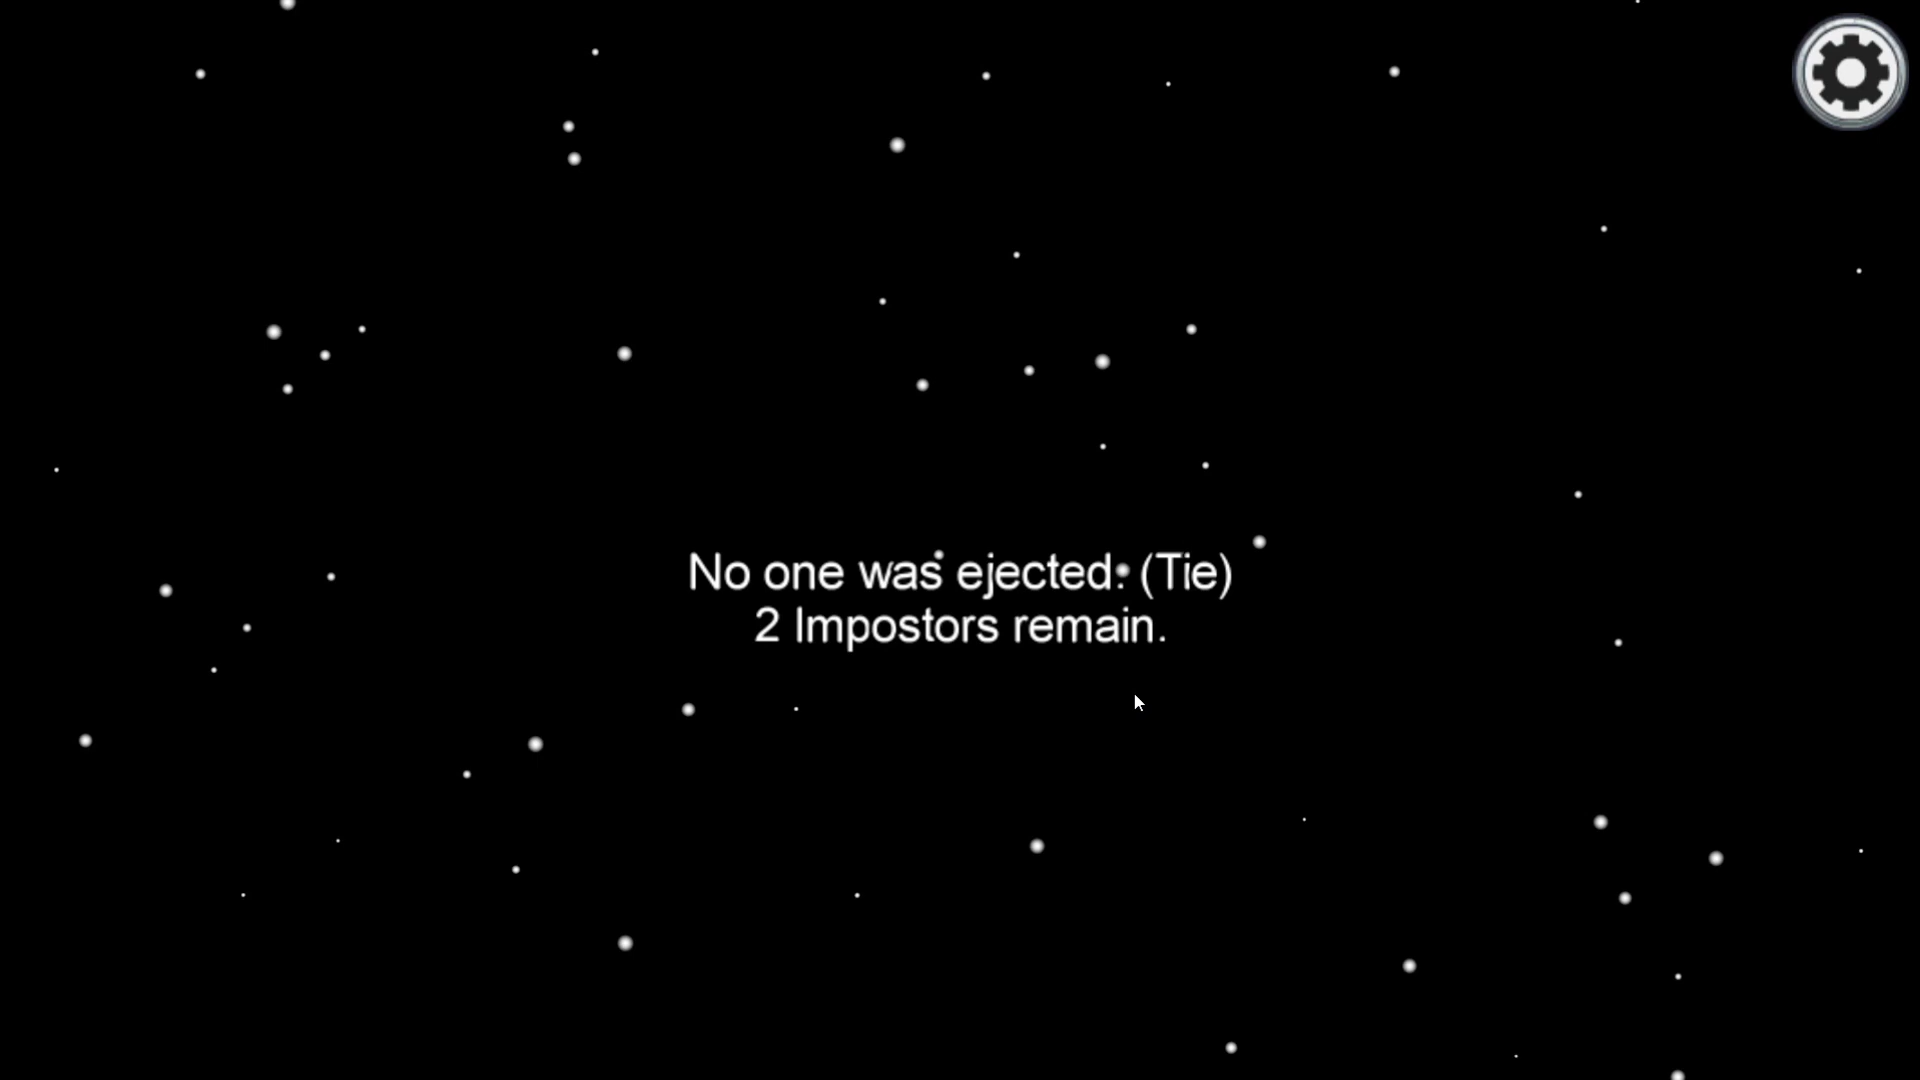 No one was ejected. (Tie)
2 Impostors remain.